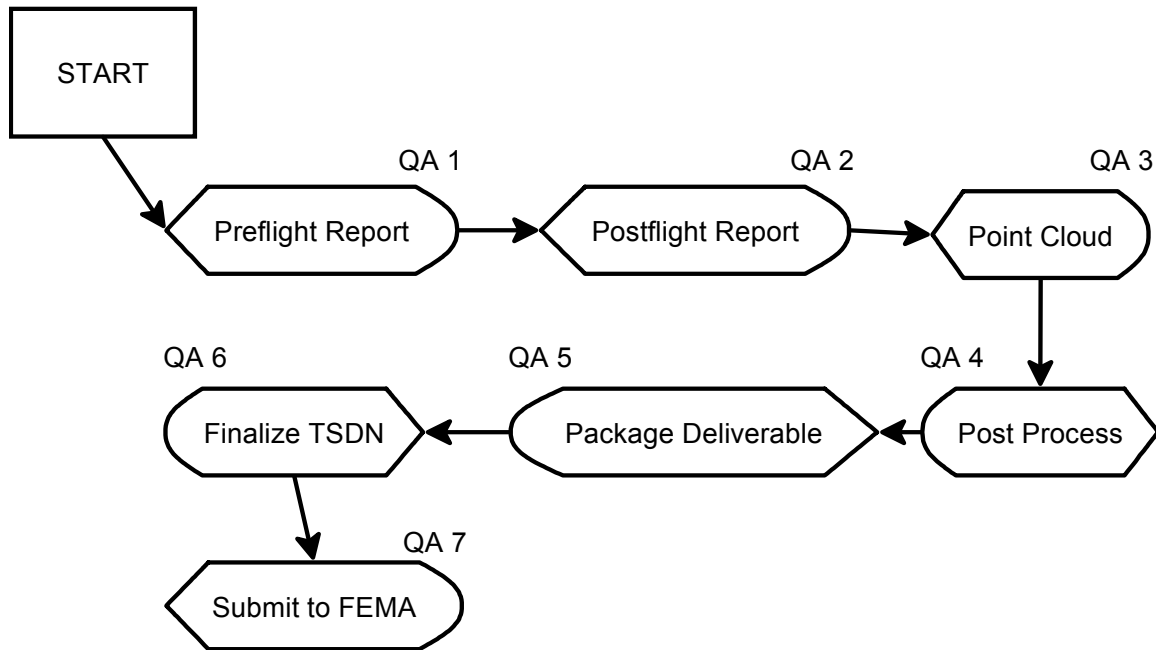 START
QA 1
Preflight Report
QA 2
Postflight Report
QA 3
Point Cloud
QA 4
Post Process
QA 5
Package Deliverable
QA 6
Finalize TSDN
QA 7
Submit to FEMA